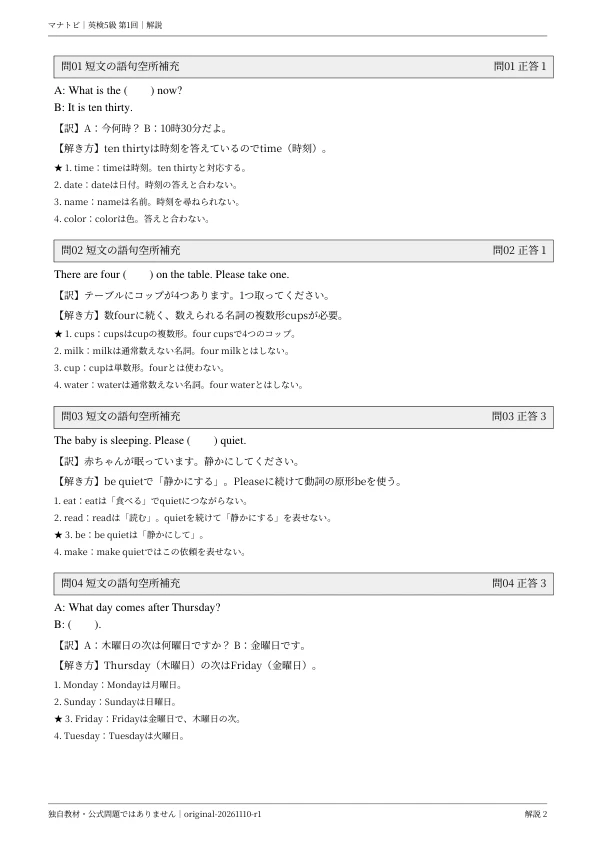 マナトビ｜英検5級 第1回｜解説
問01 短文の語句空所補充 問01 正答 1
A: What is the (　　) now?
B: It is ten thirty.
【訳】A：今何時？ B：10時30分だよ。
【解き方】ten thirtyは時刻を答えているのでtime（時刻）。
★ 1. time：timeは時刻。ten thirtyと対応する。
2. date：dateは日付。時刻の答えと合わない。
3. name：nameは名前。時刻を尋ねられない。
4. color：colorは色。答えと合わない。
問02 短文の語句空所補充 問02 正答 1
There are four (　　) on the table. Please take one.
【訳】テーブルにコップが4つあります。1つ取ってください。
【解き方】数fourに続く、数えられる名詞の複数形cupsが必要。
★ 1. cups：cupsはcupの複数形。four cupsで4つのコップ。
2. milk：milkは通常数えない名詞。four milkとはしない。
3. cup：cupは単数形。fourとは使わない。
4. water：waterは通常数えない名詞。four waterとはしない。
問03 短文の語句空所補充 問03 正答 3
The baby is sleeping. Please (　　) quiet.
【訳】赤ちゃんが眠っています。静かにしてください。
【解き方】be quietで「静かにする」。Pleaseに続けて動詞の原形beを使う。
1. eat：eatは「食べる」でquietにつながらない。
2. read：readは「読む」。quietを続けて「静かにする」を表せない。
★ 3. be：be quietは「静かにして」。
4. make：make quietではこの依頼を表せない。
問04 短文の語句空所補充 問04 正答 3
A: What day comes after Thursday?
B: (　　).
【訳】A：木曜日の次は何曜日ですか？ B：金曜日です。
【解き方】Thursday（木曜日）の次はFriday（金曜日）。
1. Monday：Mondayは月曜日。
2. Sunday：Sundayは日曜日。
★ 3. Friday：Fridayは金曜日で、木曜日の次。
4. Tuesday：Tuesdayは火曜日。
独自教材・公式問題ではありません｜original-20261110-r1 解説 2